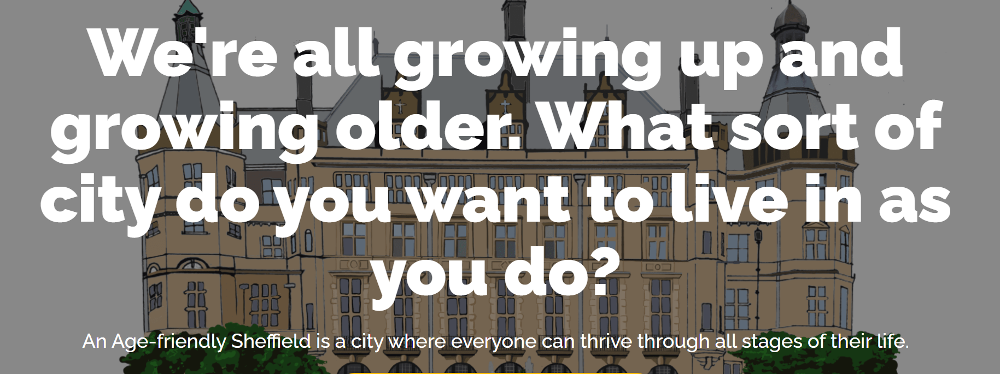 We're all growing up and
growing older. What sort of
city do you want to live in as
you do?
An Age-friendly Sheffield is a city where everyone can thrive through all stages of their life.